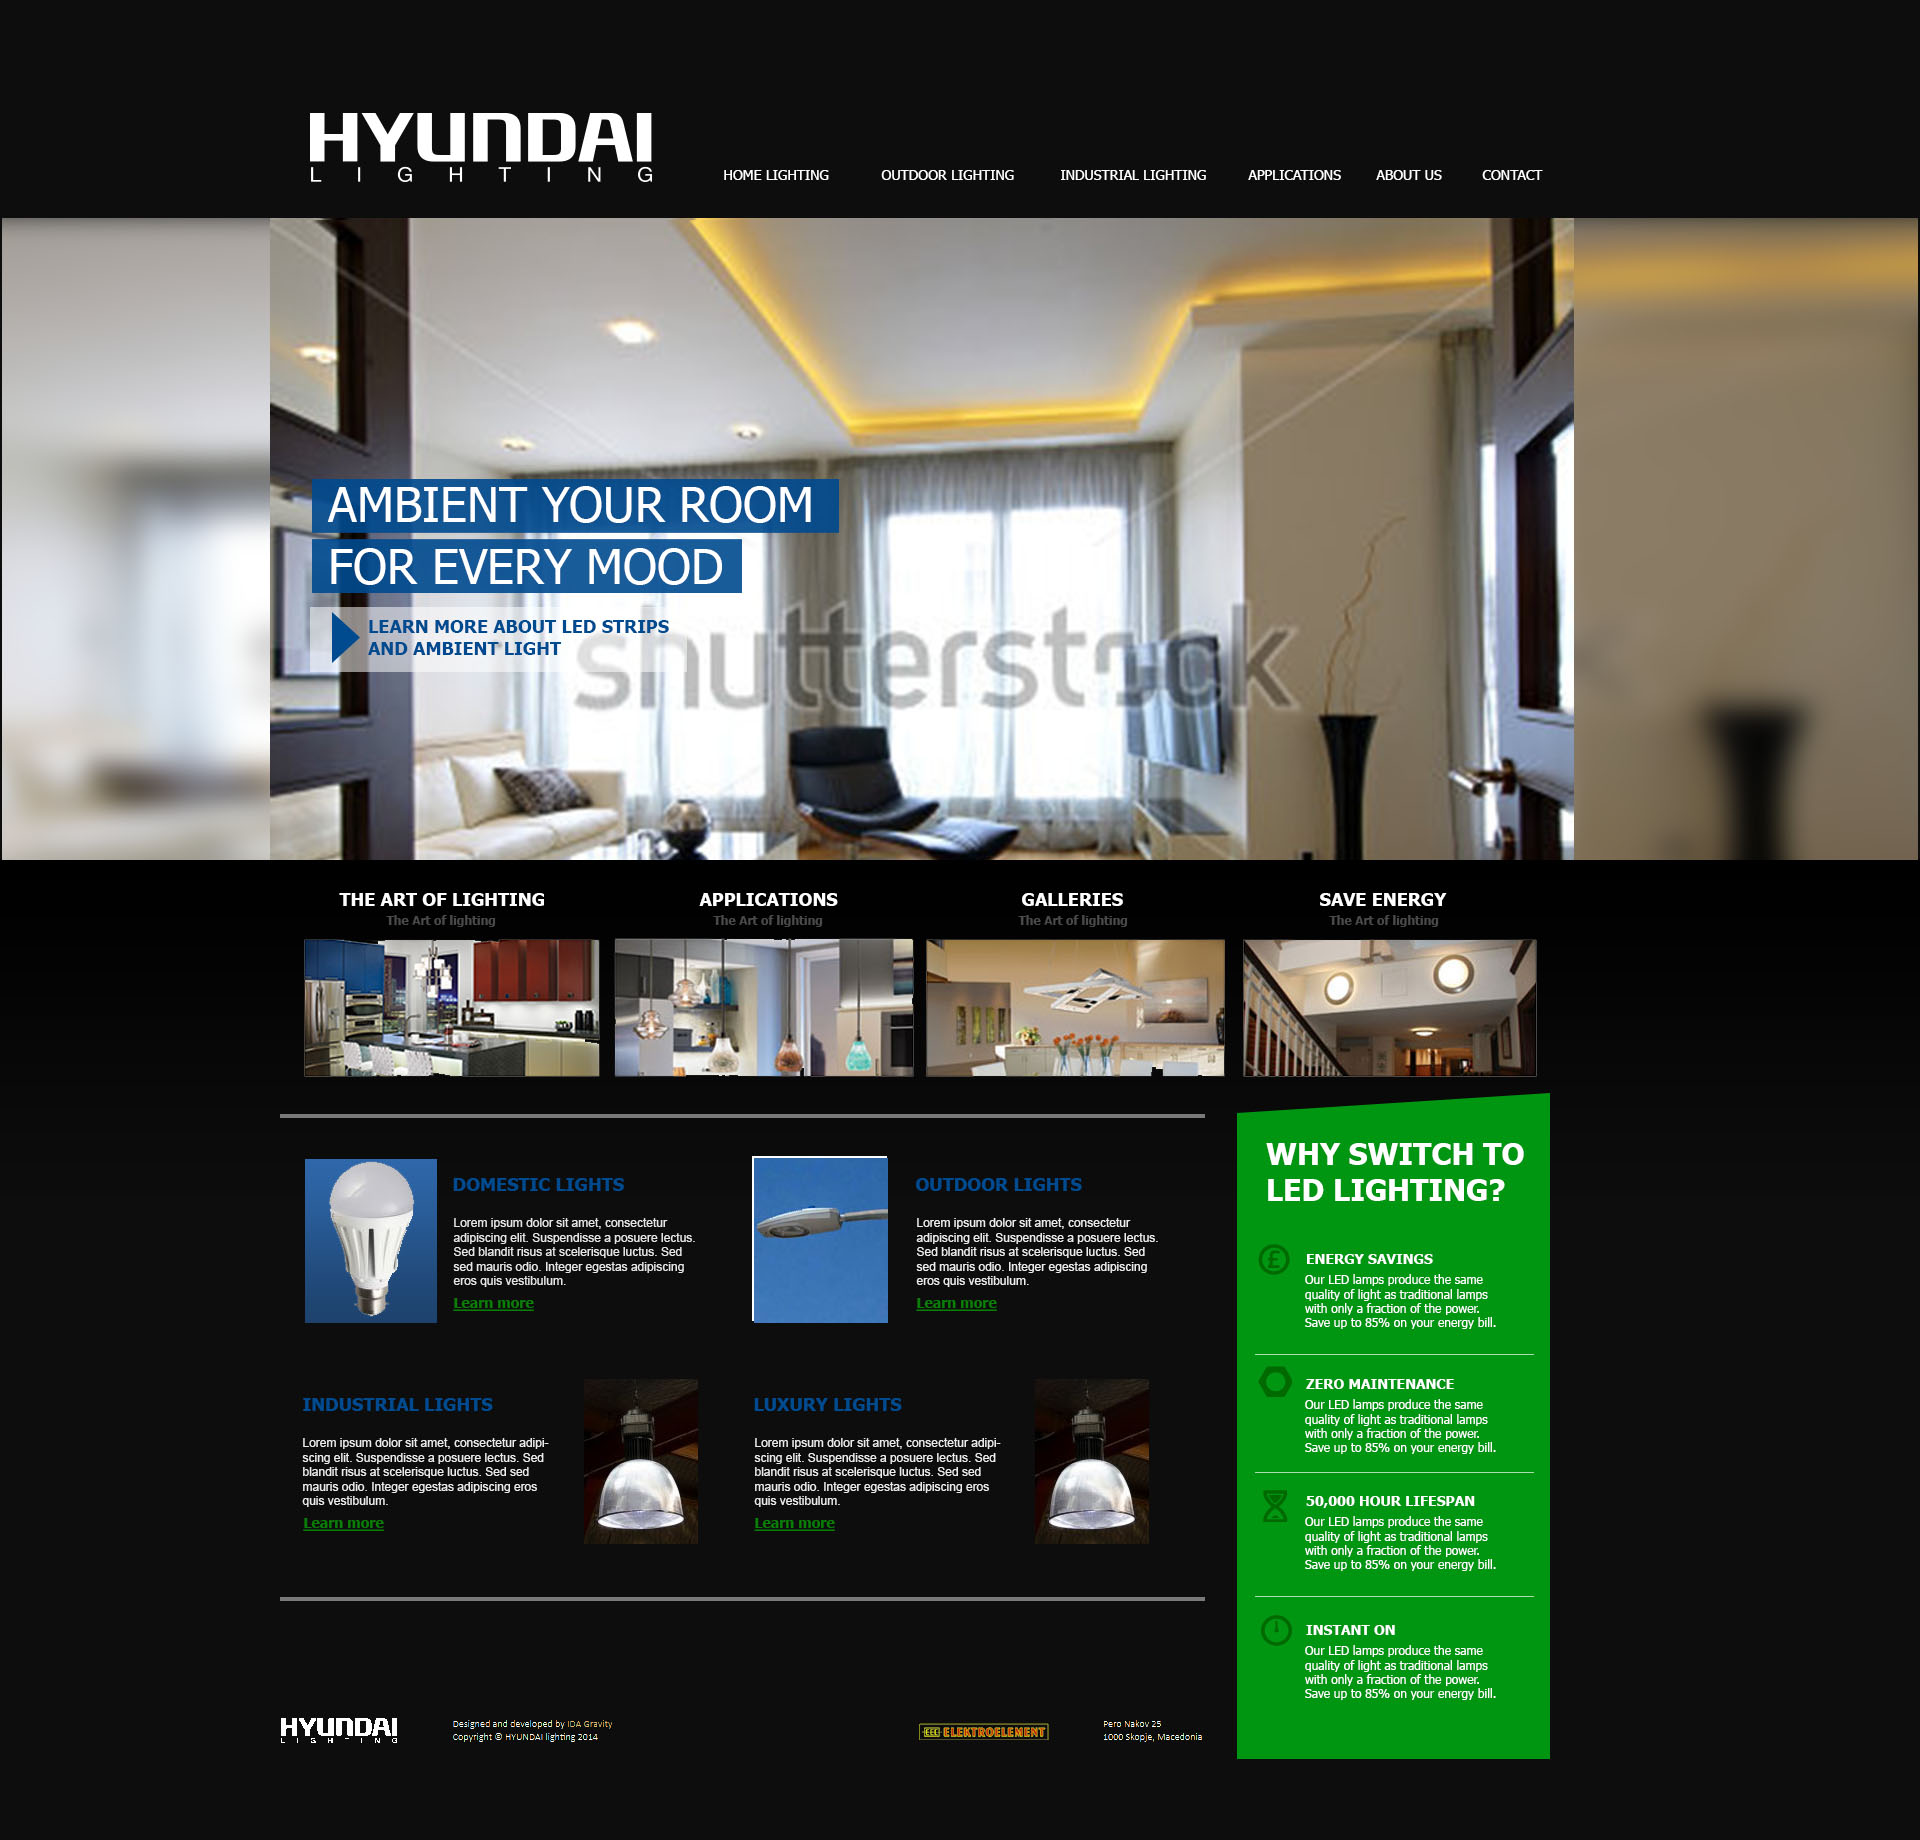 HYUNDAI
LIGHTING
HOME LIGHTING
OUTDOOR LIGHTING
INDUSTRIAL LIGHTING
APPLICATIONS
ABOUT US
CONTACT
AMBIENT YOUR ROOM
FOR EVERY MOOD
LEARN MORE ABOUT LED STRIPS
AND AMBIENT LIGHT
shutterstock
THE ART OF LIGHTING
The Art of lighting
APPLICATIONS
The Art of lighting
GALLERIES
The Art of lighting
SAVE ENERGY
The Art of lighting
DOMESTIC LIGHTS
Lorem ipsum dolor sit amet, consectetur
adipiscing elit. Suspendisse a posuere lectus.
Sed blandit risus at scelerisque luctus. Sed
sed mauris odio. Integer egestas adipiscing
eros quis vestibulum.
Learn more
OUTDOOR LIGHTS
Lorem ipsum dolor sit amet, consectetur
adipiscing elit. Suspendisse a posuere lectus.
Sed blandit risus at scelerisque luctus. Sed
sed mauris odio. Integer egestas adipiscing
eros quis vestibulum.
Learn more
INDUSTRIAL LIGHTS
Lorem ipsum dolor sit amet, consectetur adipi-
scing elit. Suspendisse a posuere lectus. Sed
blandit risus at scelerisque luctus. Sed sed
mauris odio. Integer egestas adipiscing eros
quis vestibulum.
Learn more
LUXURY LIGHTS
Lorem ipsum dolor sit amet, consectetur adipi-
scing elit. Suspendisse a posuere lectus. Sed
blandit risus at scelerisque luctus. Sed sed
mauris odio. Integer egestas adipiscing eros
quis vestibulum.
Learn more
WHY SWITCH TO
LED LIGHTING?
£
ENERGY SAVINGS
Our LED lamps produce the same
quality of light as traditional lamps
with only a fraction of the power.
Save up to 85% on your energy bill.
ZERO MAINTENANCE
Our LED lamps produce the same
quality of light as traditional lamps
with only a fraction of the power.
Save up to 85% on your energy bill.
50,000 HOUR LIFESPAN
Our LED lamps produce the same
quality of light as traditional lamps
with only a fraction of the power.
Save up to 85% on your energy bill.
INSTANT ON
Our LED lamps produce the same
quality of light as traditional lamps
with only a fraction of the power.
Save up to 85% on your energy bill.
HYUNDAI
LIGHTING
Designed and developed by IDA Gravity
Copyright © HYUNDAI lighting 2014
ELEKTROELEMENT
Pero Nakov 25
1000 Skopje, Macedonia